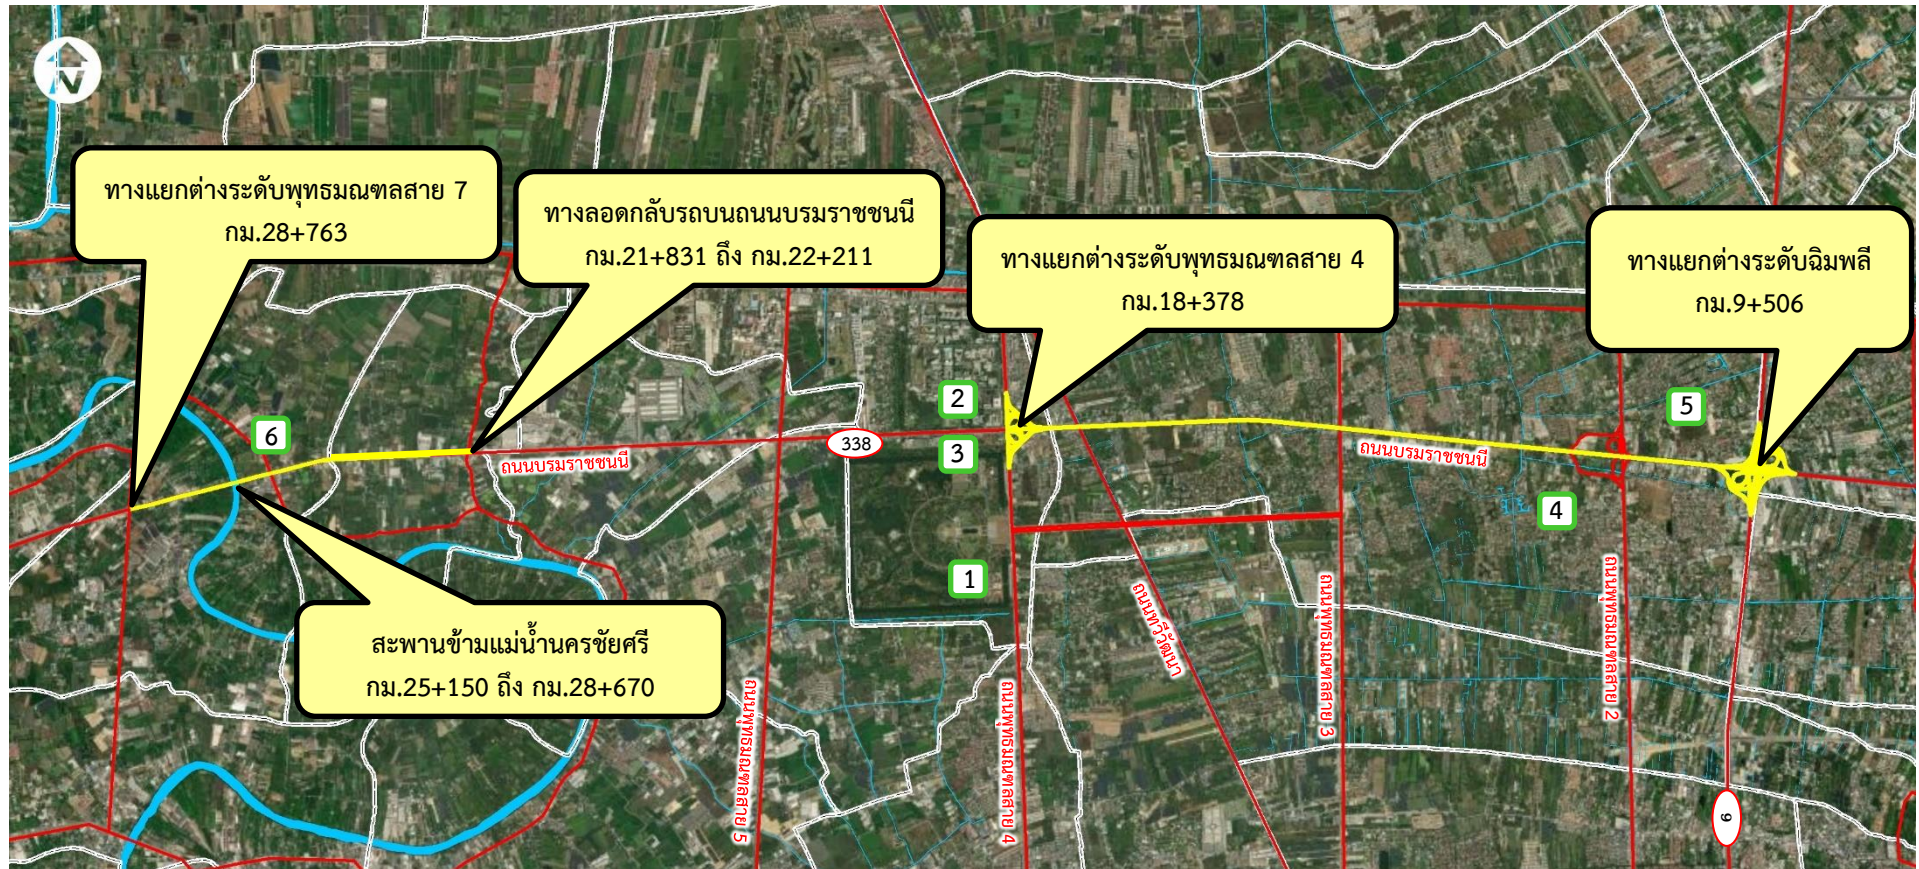 N
ทางแยกต่างระดับพุทธมณฑลสาย 7
กม.28+763
ทางลอดกลับรถบนถนนบรมราชชนนี
กม.21+831 ถึง กม.22+211
ทางแยกต่างระดับพุทธมณฑลสาย 4
กม.18+378
ทางแยกต่างระดับฉิมพลี
กม.9+506
2
5
6
338
3
ถนนบรมราชชนนี
ถนนบรมราชชนนี
4
1
สะพานข้ามแม่น้ำนครชัยศรี
กม.25+150 ถึง กม.28+670
ถนนพุทธมณฑลสาย 5
ถนนพุทธมณฑลสาย 4
ถนนทวีวัฒนา
ถนนพุทธมณฑลสาย 3
ถนนพุทธมณฑลสาย 2
9